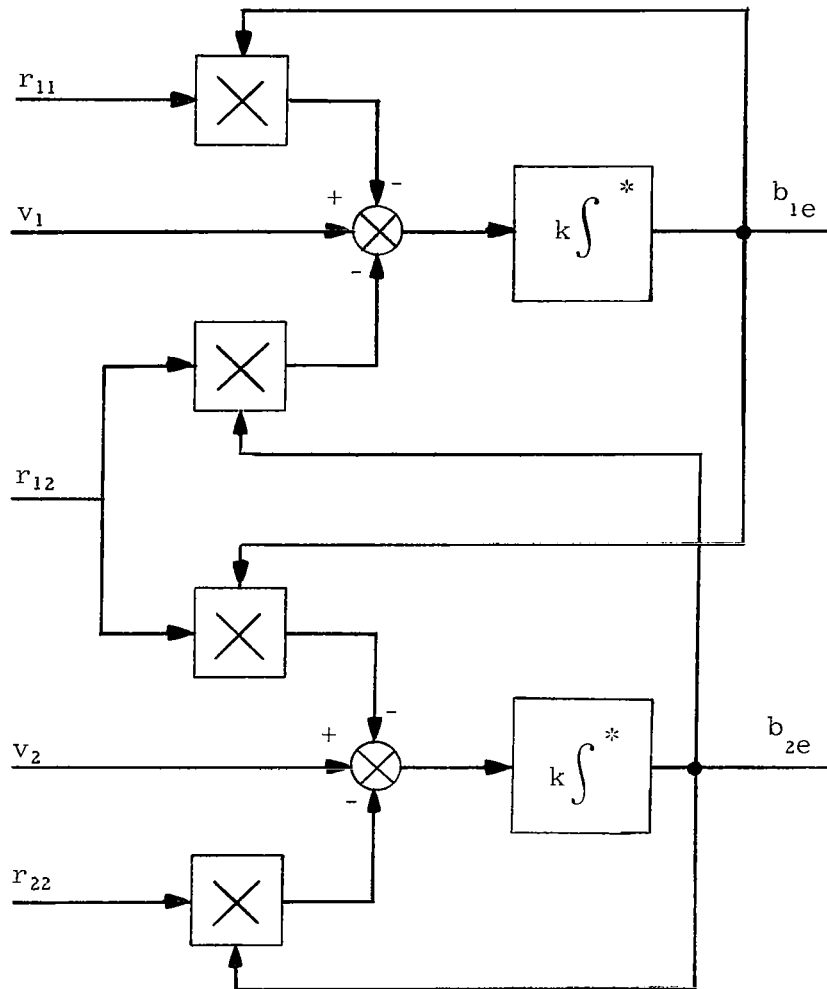 r₁₁
-
+
k∫ *
b₁ₑ
v₁
-
r₁₂
-
+
k∫ *
b₂ₑ
v₂
-
r₂₂